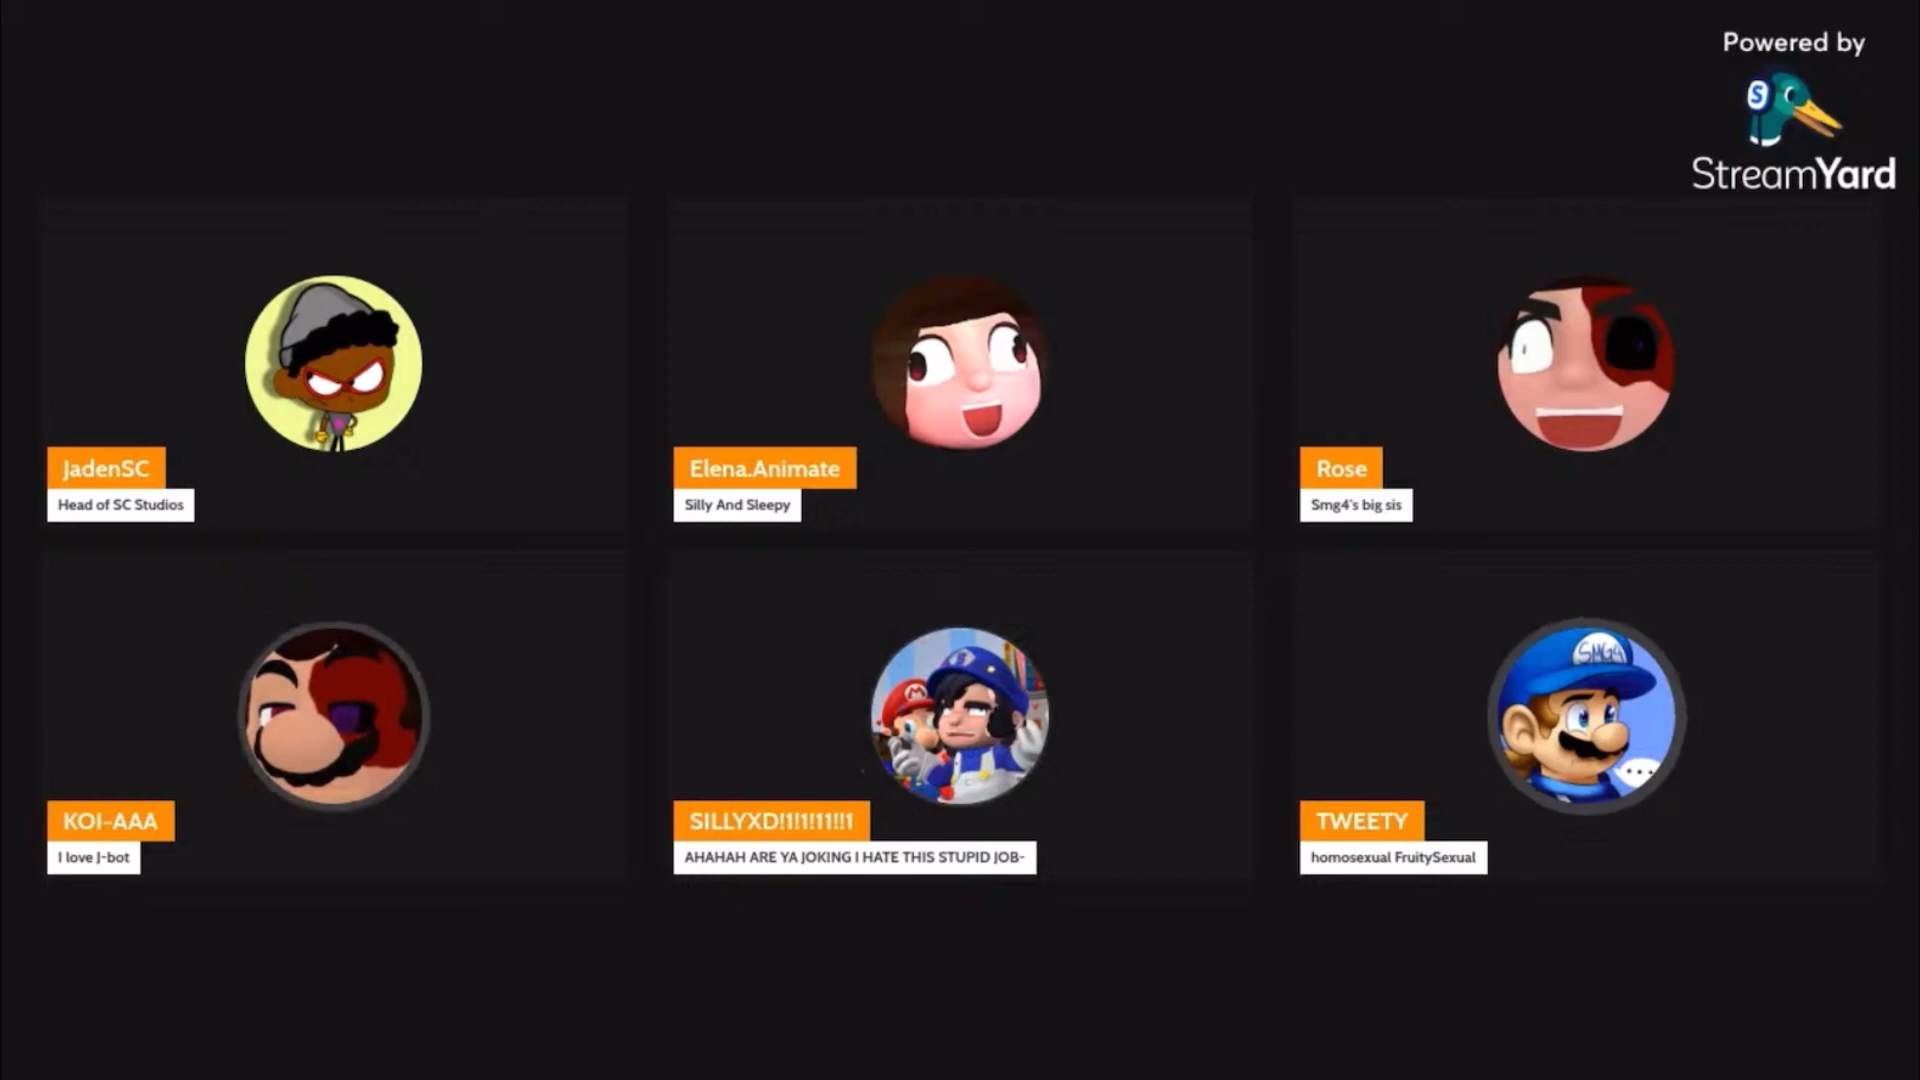 Powered by
S
StreamYard
JadenSC
Head of SC Studios
Elena.Animate
Silly And Sleepy
Rose
Smg4's big sis
M
SMG4
KOI-AAA
I love J-bot
SILLYXD!1!1!11!!1
AHAHAH ARE YA JOKING I HATE THIS STUPID JOB-
TWEETY
homosexual FruitySexual